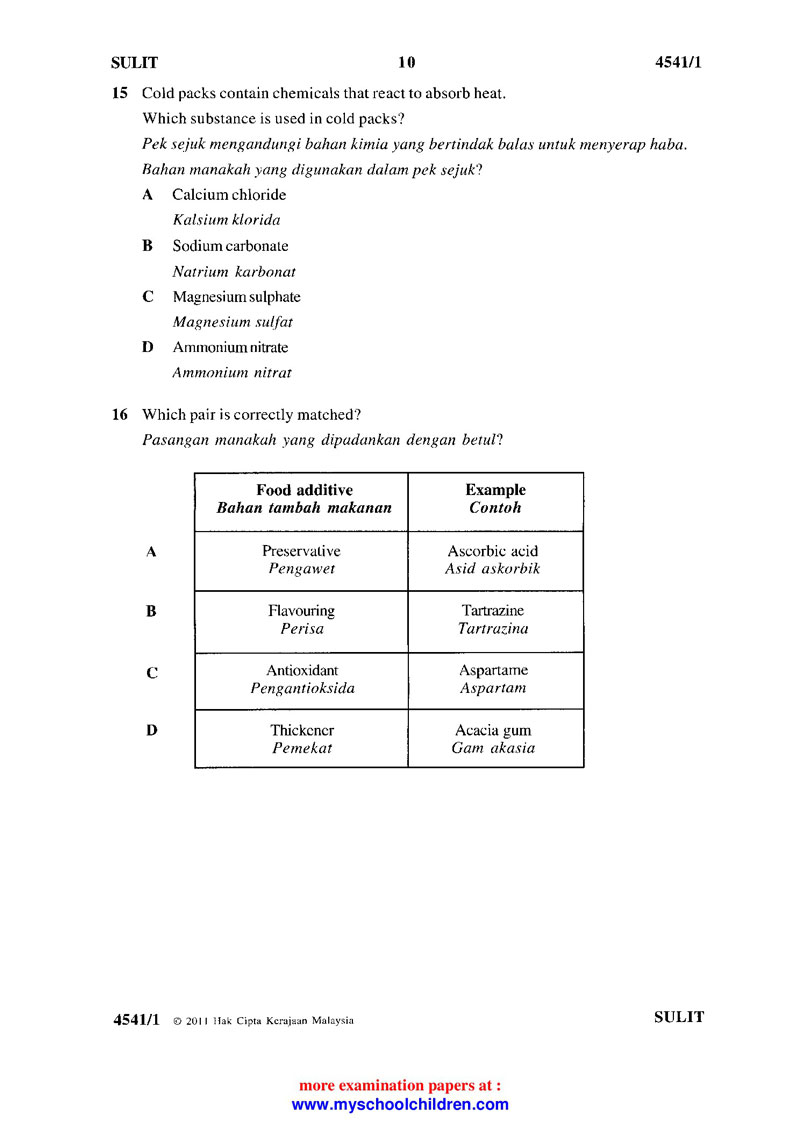 SULIT 10 4541/1
15 Cold packs contain chemicals that react to absorb heat.
Which substance is used in cold packs?
Pek sejuk mengandungi bahan kimia yang bertindak balas untuk menyerap haba.
Bahan manakah yang digunakan dalam pek sejuk?
A Calcium chloride
Kalsium klorida
B Sodium carbonate
Natrium karbonat
C Magnesium sulphate
Magnesium sulfat
D Ammonium nitrate
Ammonium nitrat
16 Which pair is correctly matched?
Pasangan manakah yang dipadankan dengan betul?
Food additive Example
Bahan tambah makanan Contoh
A Preservative Ascorbic acid
Pengawet Asid askorbik
B Flavouring Tartrazine
Perisa Tartrazina
C Antioxidant Aspartame
Pengantioksida Aspartam
D Thickener Acacia gum
Pemekat Gam akasia
4541/1 © 2011 Hak Cipta Kerajaan Malaysia SULIT
more examination papers at :
www.myschoolchildren.com